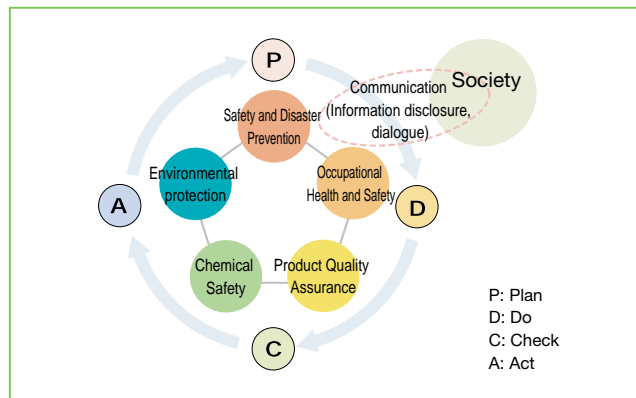 P
Society
Communication
(Information disclosure,
dialogue)
Safety and Disaster
Prevention
Environmental
protection
Occupational
Health and Safety
A
D
Chemical
Safety
Product Quality
Assurance
C
P: Plan
D: Do
C: Check
A: Act